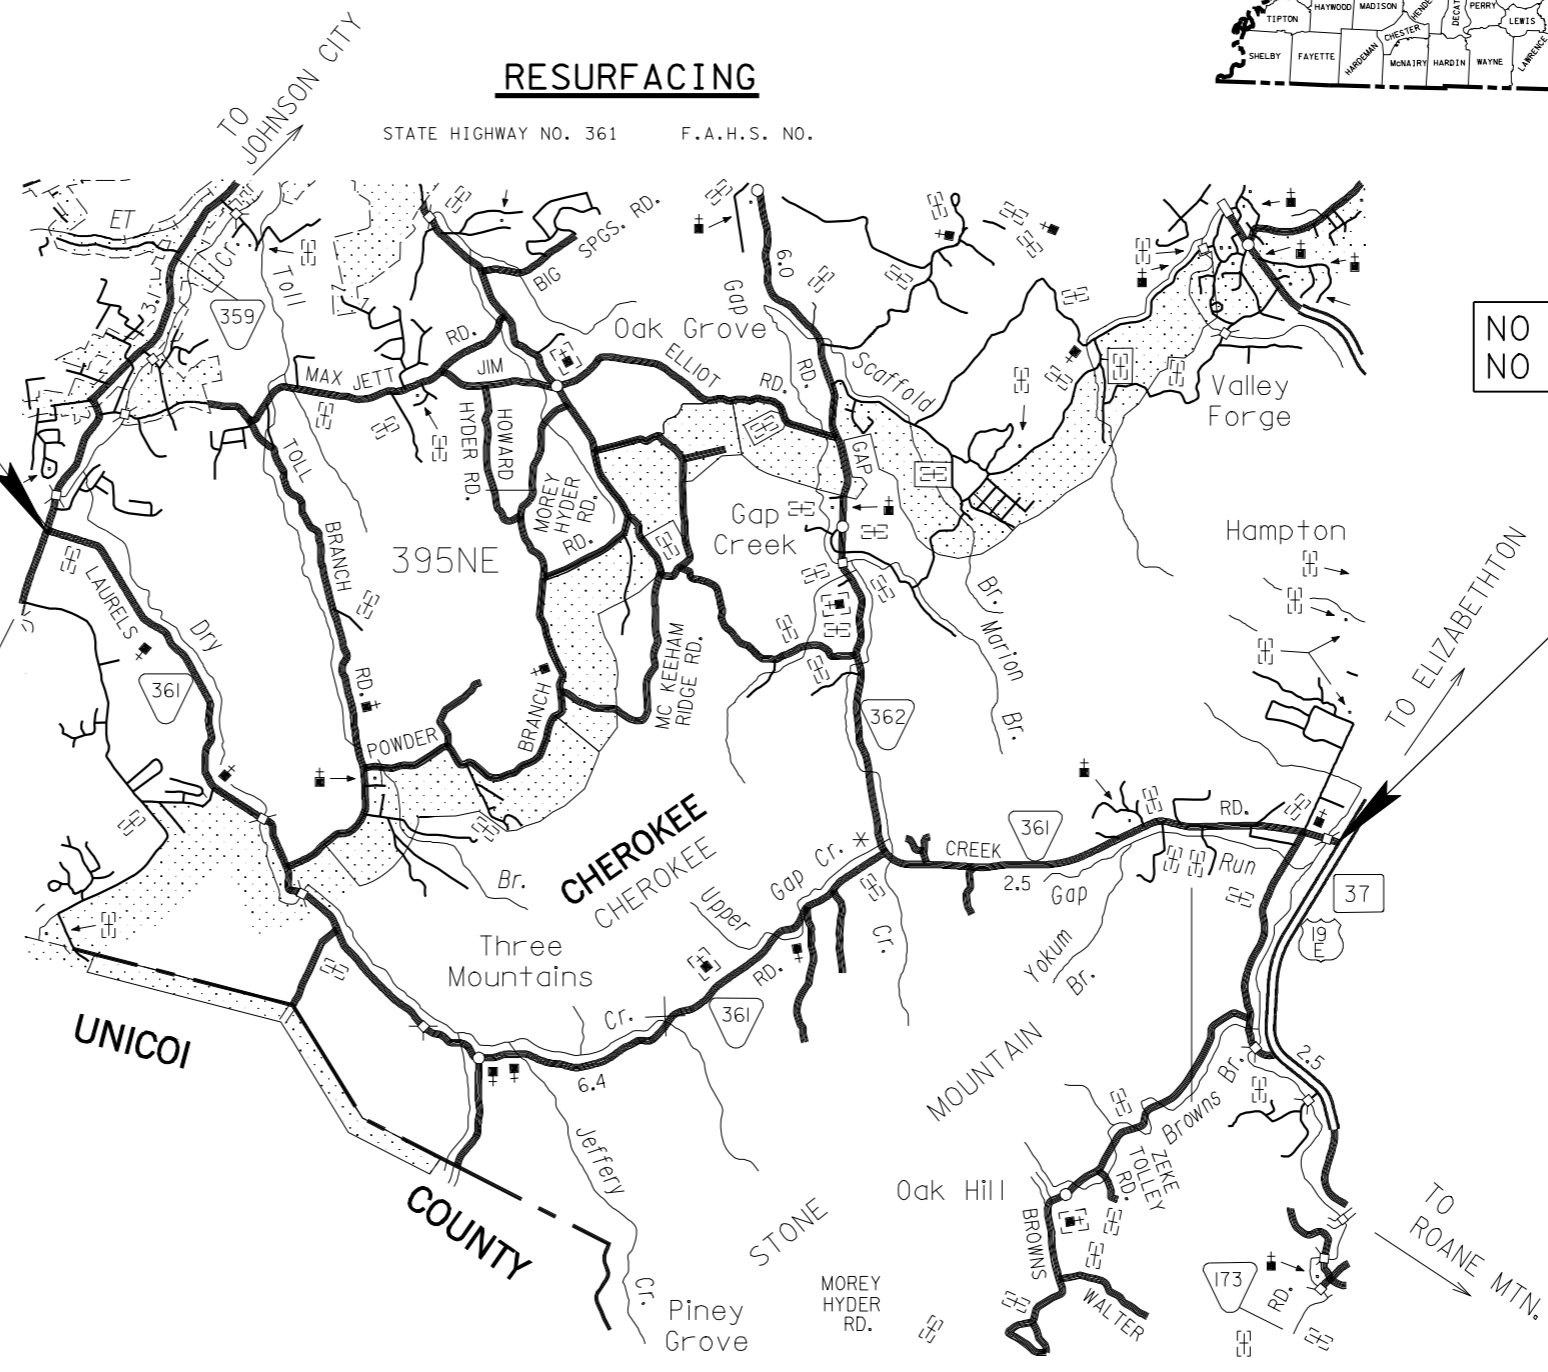 RESURFACING
STATE HIGHWAY NO. 361 F.A.H.S. NO.
TIPTON
HAYWOOD
MADISON
PERRY
LEWIS
CHESTER
SHELBY
FAYETTE
HARDEMAN
McNAIRY
HARDIN
WAYNE
LAWRENCE
TO
JOHNSON CITY
NO
NO
ET
Cr.
Toll
3.1
359
BIG SPGS. RD.
Oak Grove
Gap
6.0
RD.
Scaffold
Valley
Forge
MAX JETT RD.
JIM
ELLIOT RD.
HOWARD
HYDER RD.
GAP
TOLL
BRANCH
RD.
MOREY
HYDER
RD.
RD.
395NE
Gap
Creek
Hampton
TO ELIZABETHTON
LAURELS
Dry
361
Br.
Marion
Br.
MC KEEHAM
RIDGE RD.
362
POWDER
BRANCH
CHEROKEE
CHEROKEE
Cr. *
Gap
Upper
CREEK
361
RD.
2.5
Gap
Run
Br.
Cr.
Yokum
Br.
37
19
E
Three
Mountains
RD.
361
Cr.
6.4
UNICOI
COUNTY
Jeffery
Cr.
MOUNTAIN
STONE
Browns
Br.
2.5
ZEKE
TOLLEY
RD.
Oak Hill
BROWNS
WALTER
TO
ROANE MTN.
173
RD.
MOREY
HYDER
RD.
Piney
Grove